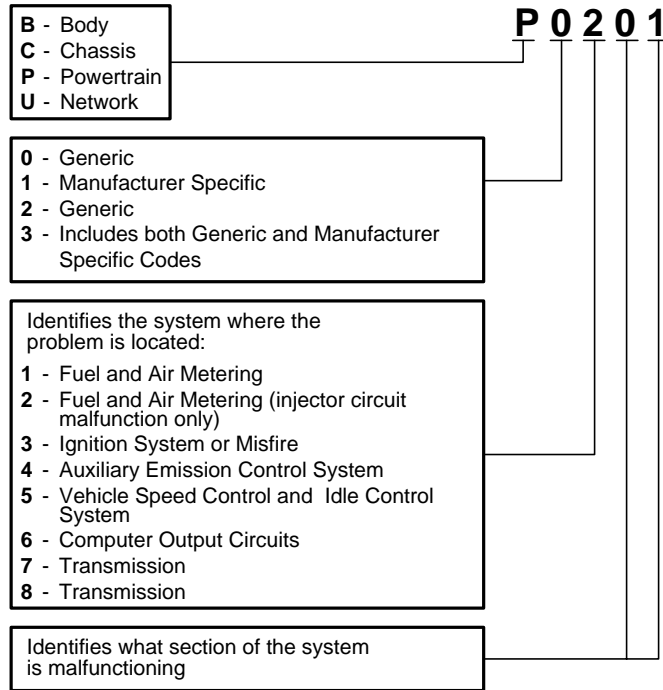 P 0 2 0 1
B - Body
C - Chassis
P - Powertrain
U - Network
0 - Generic
1 - Manufacturer Specific
2 - Generic
3 - Includes both Generic and Manufacturer
Specific Codes
Identifies the system where the
problem is located:
1 - Fuel and Air Metering
2 - Fuel and Air Metering (injector circuit
malfunction only)
3 - Ignition System or Misfire
4 - Auxiliary Emission Control System
5 - Vehicle Speed Control and Idle Control
System
6 - Computer Output Circuits
7 - Transmission
8 - Transmission
Identifies what section of the system
is malfunctioning